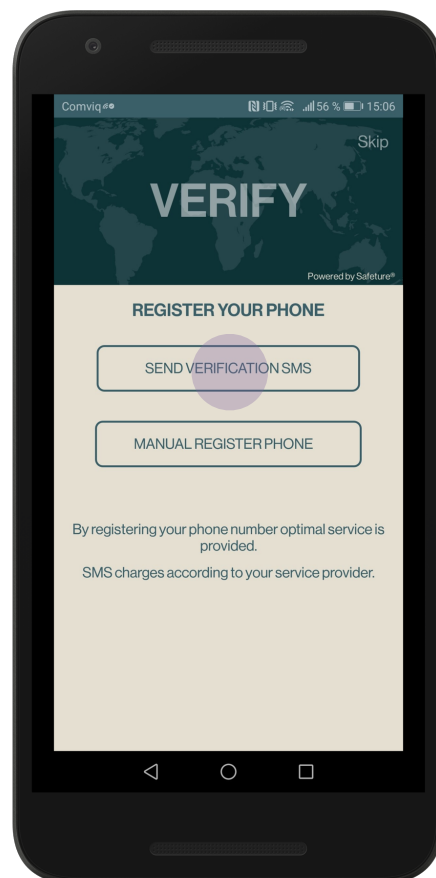 Comviq
56 % 15:06
Skip
VERIFY
Powered by Safeture®
REGISTER YOUR PHONE
SEND VERIFICATION SMS
MANUAL REGISTER PHONE
By registering your phone number optimal service is
provided.
SMS charges according to your service provider.